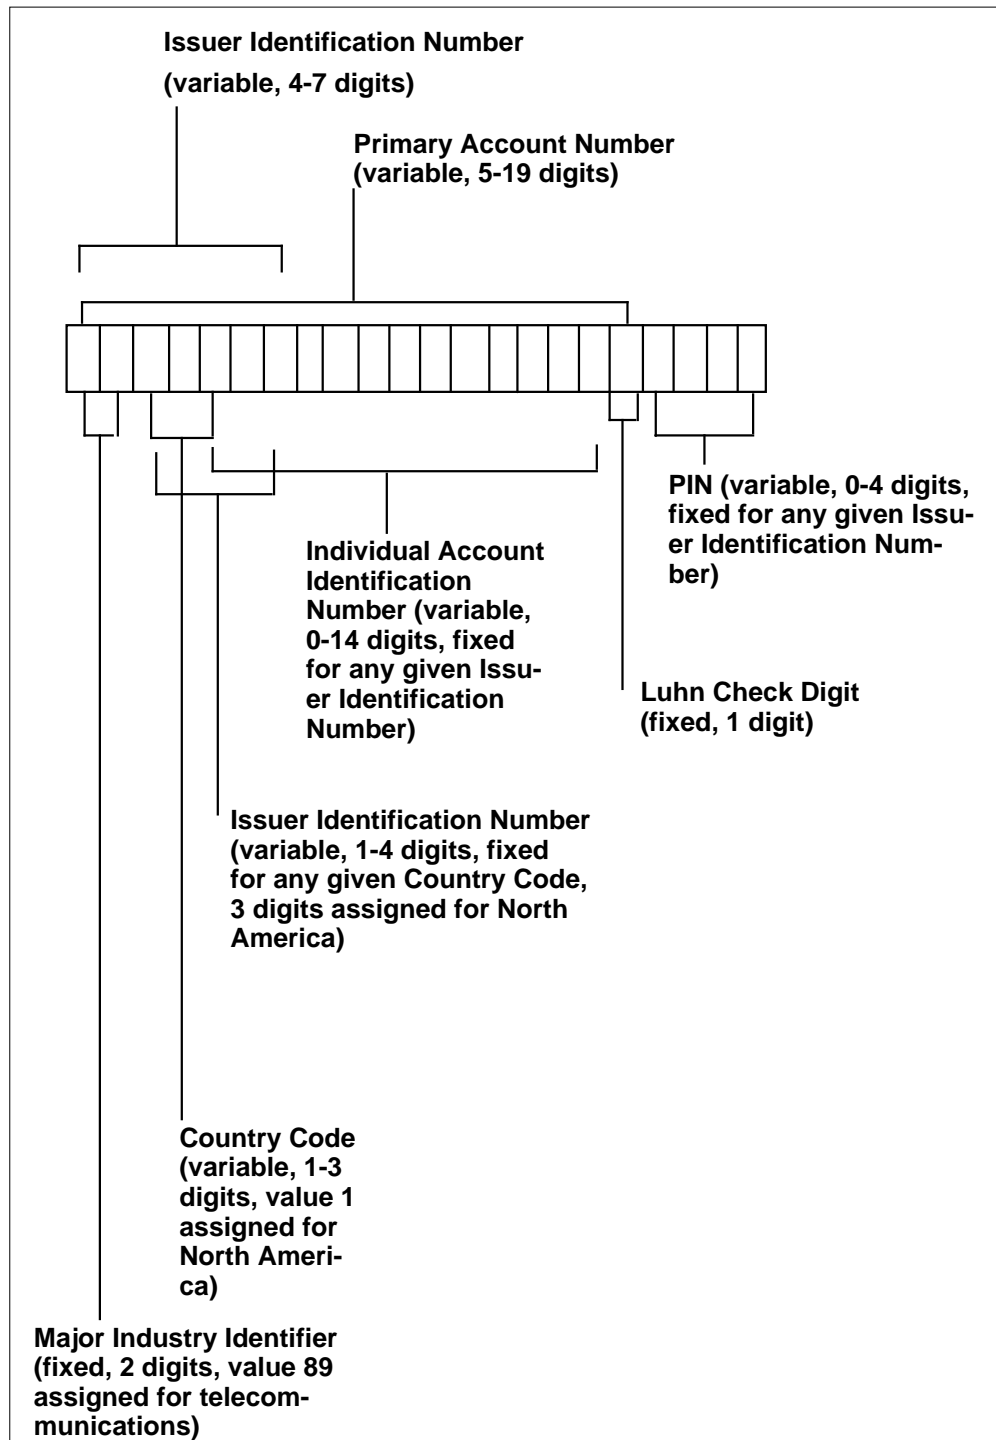 Issuer Identification Number
(variable, 4-7 digits)
Primary Account Number
(variable, 5-19 digits)
PIN (variable, 0-4 digits,
fixed for any given Issu-
er Identification Num-
ber)
Individual Account
Identification
Number (variable,
0-14 digits, fixed
for any given Issu-
er Identification
Number)
Luhn Check Digit
(fixed, 1 digit)
Issuer Identification Number
(variable, 1-4 digits, fixed
for any given Country Code,
3 digits assigned for North
America)
Country Code
(variable, 1-3
digits, value 1
assigned for
North Ameri-
ca)
Major Industry Identifier
(fixed, 2 digits, value 89
assigned for telecom-
munications)